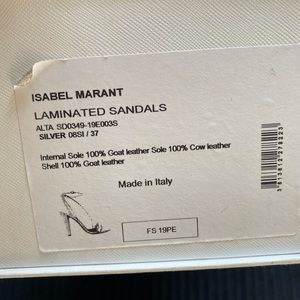 ISABEL MARANT
LAMINATED SANDALS
ALTA SD0349-19E003S
SILVER 08SI / 37
Internal Sole 100% Goat leather Sole 100% Cow leather
Shell 100% Goat leather
Made in Italy
FS 19PE